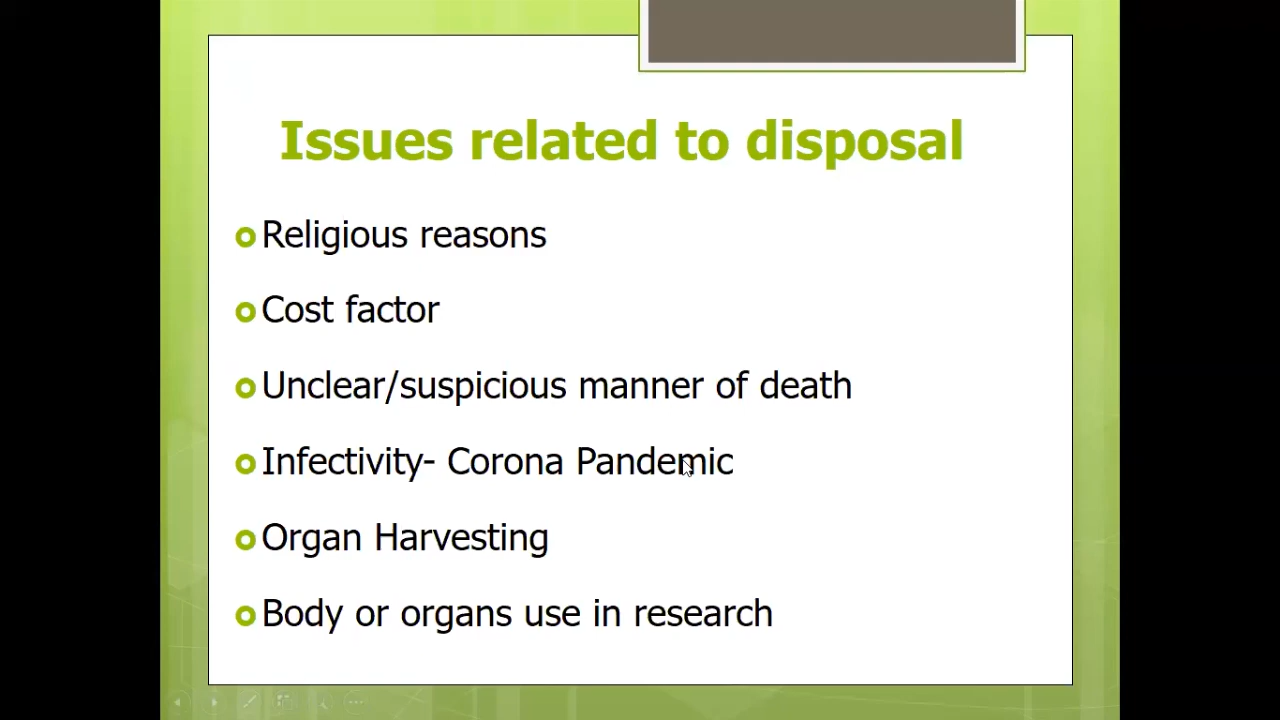 Issues related to disposal
Religious reasons
Cost factor
Unclear/suspicious manner of death
Infectivity- Corona Pandemic
Organ Harvesting
Body or organs use in research